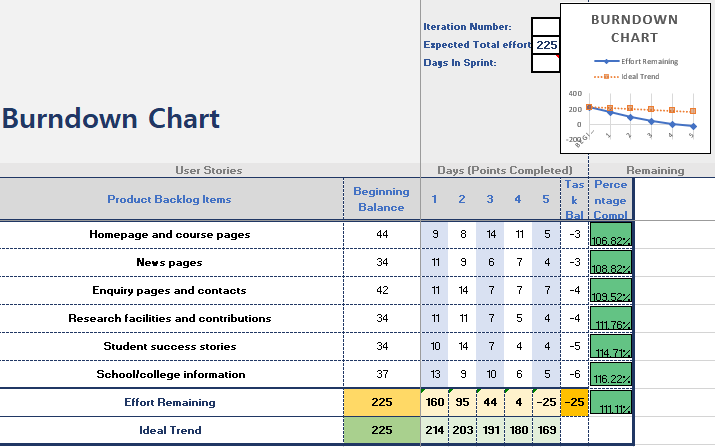 Iteration Number:
Expected Total effort 225
Days In Sprint:
BURNDOWN
CHART
Effort Remaining
Ideal Trend
400
200
0
-200
BEGI...
1
2
3
4
5
Burndown Chart
User Stories Days (Points Completed) Remaining
Product Backlog Items Beginning Balance 1 2 3 4 5 Tas k Bal Perce ntage Compl
Homepage and course pages 44 9 8 14 11 5 -3 106.82%
News pages 34 11 9 6 7 4 -3 108.82%
Enquiry pages and contacts 42 11 14 7 7 7 -4 109.52%
Research facilities and contributions 34 11 11 7 5 4 -4 111.76%
Student success stories 34 10 14 7 4 4 -5 114.71%
School/college information 37 13 9 10 6 5 -6 116.22%
Effort Remaining 225 160 95 44 4 -25 -25 111.11%
Ideal Trend 225 214 203 191 180 169